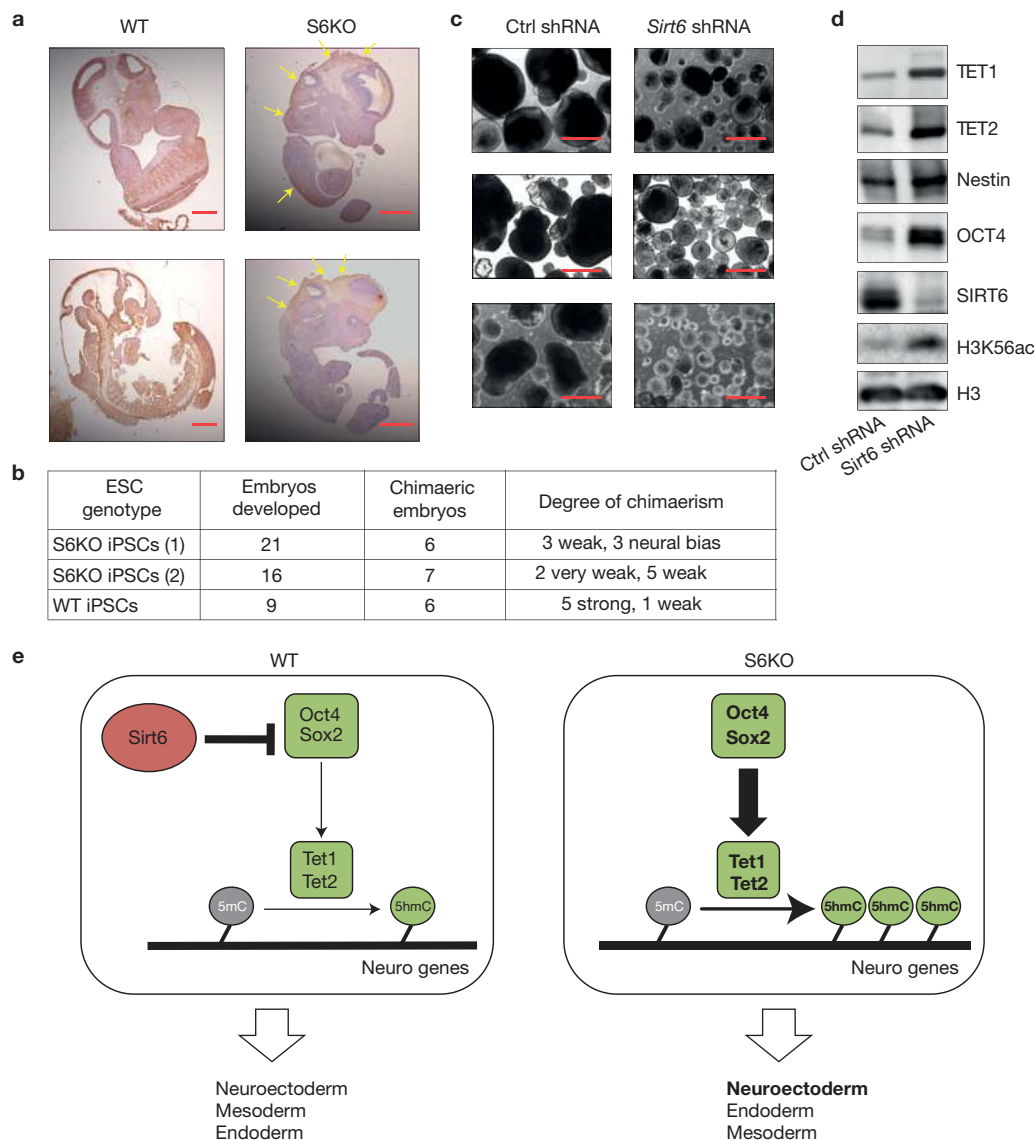 a
WT
S6KO
c
Ctrl shRNA
Sirt6 shRNA
d
TET1
TET2
Nestin
OCT4
SIRT6
H3K56ac
H3
Ctrl shRNA
Sirt6 shRNA
b
ESC genotype
Embryos developed
Chimaeric embryos
Degree of chimaerism
S6KO iPSCs (1)
21
6
3 weak, 3 neural bias
S6KO iPSCs (2)
16
7
2 very weak, 5 weak
WT iPSCs
9
6
5 strong, 1 weak
e
WT
Sirt6
Oct4
Sox2
Tet1
Tet2
5mC
5hmC
Neuro genes
Neuroectoderm
Mesoderm
Endoderm
S6KO
Oct4
Sox2
Tet1
Tet2
5mC
5hmC 5hmC 5hmC
Neuro genes
Neuroectoderm
Endoderm
Mesoderm